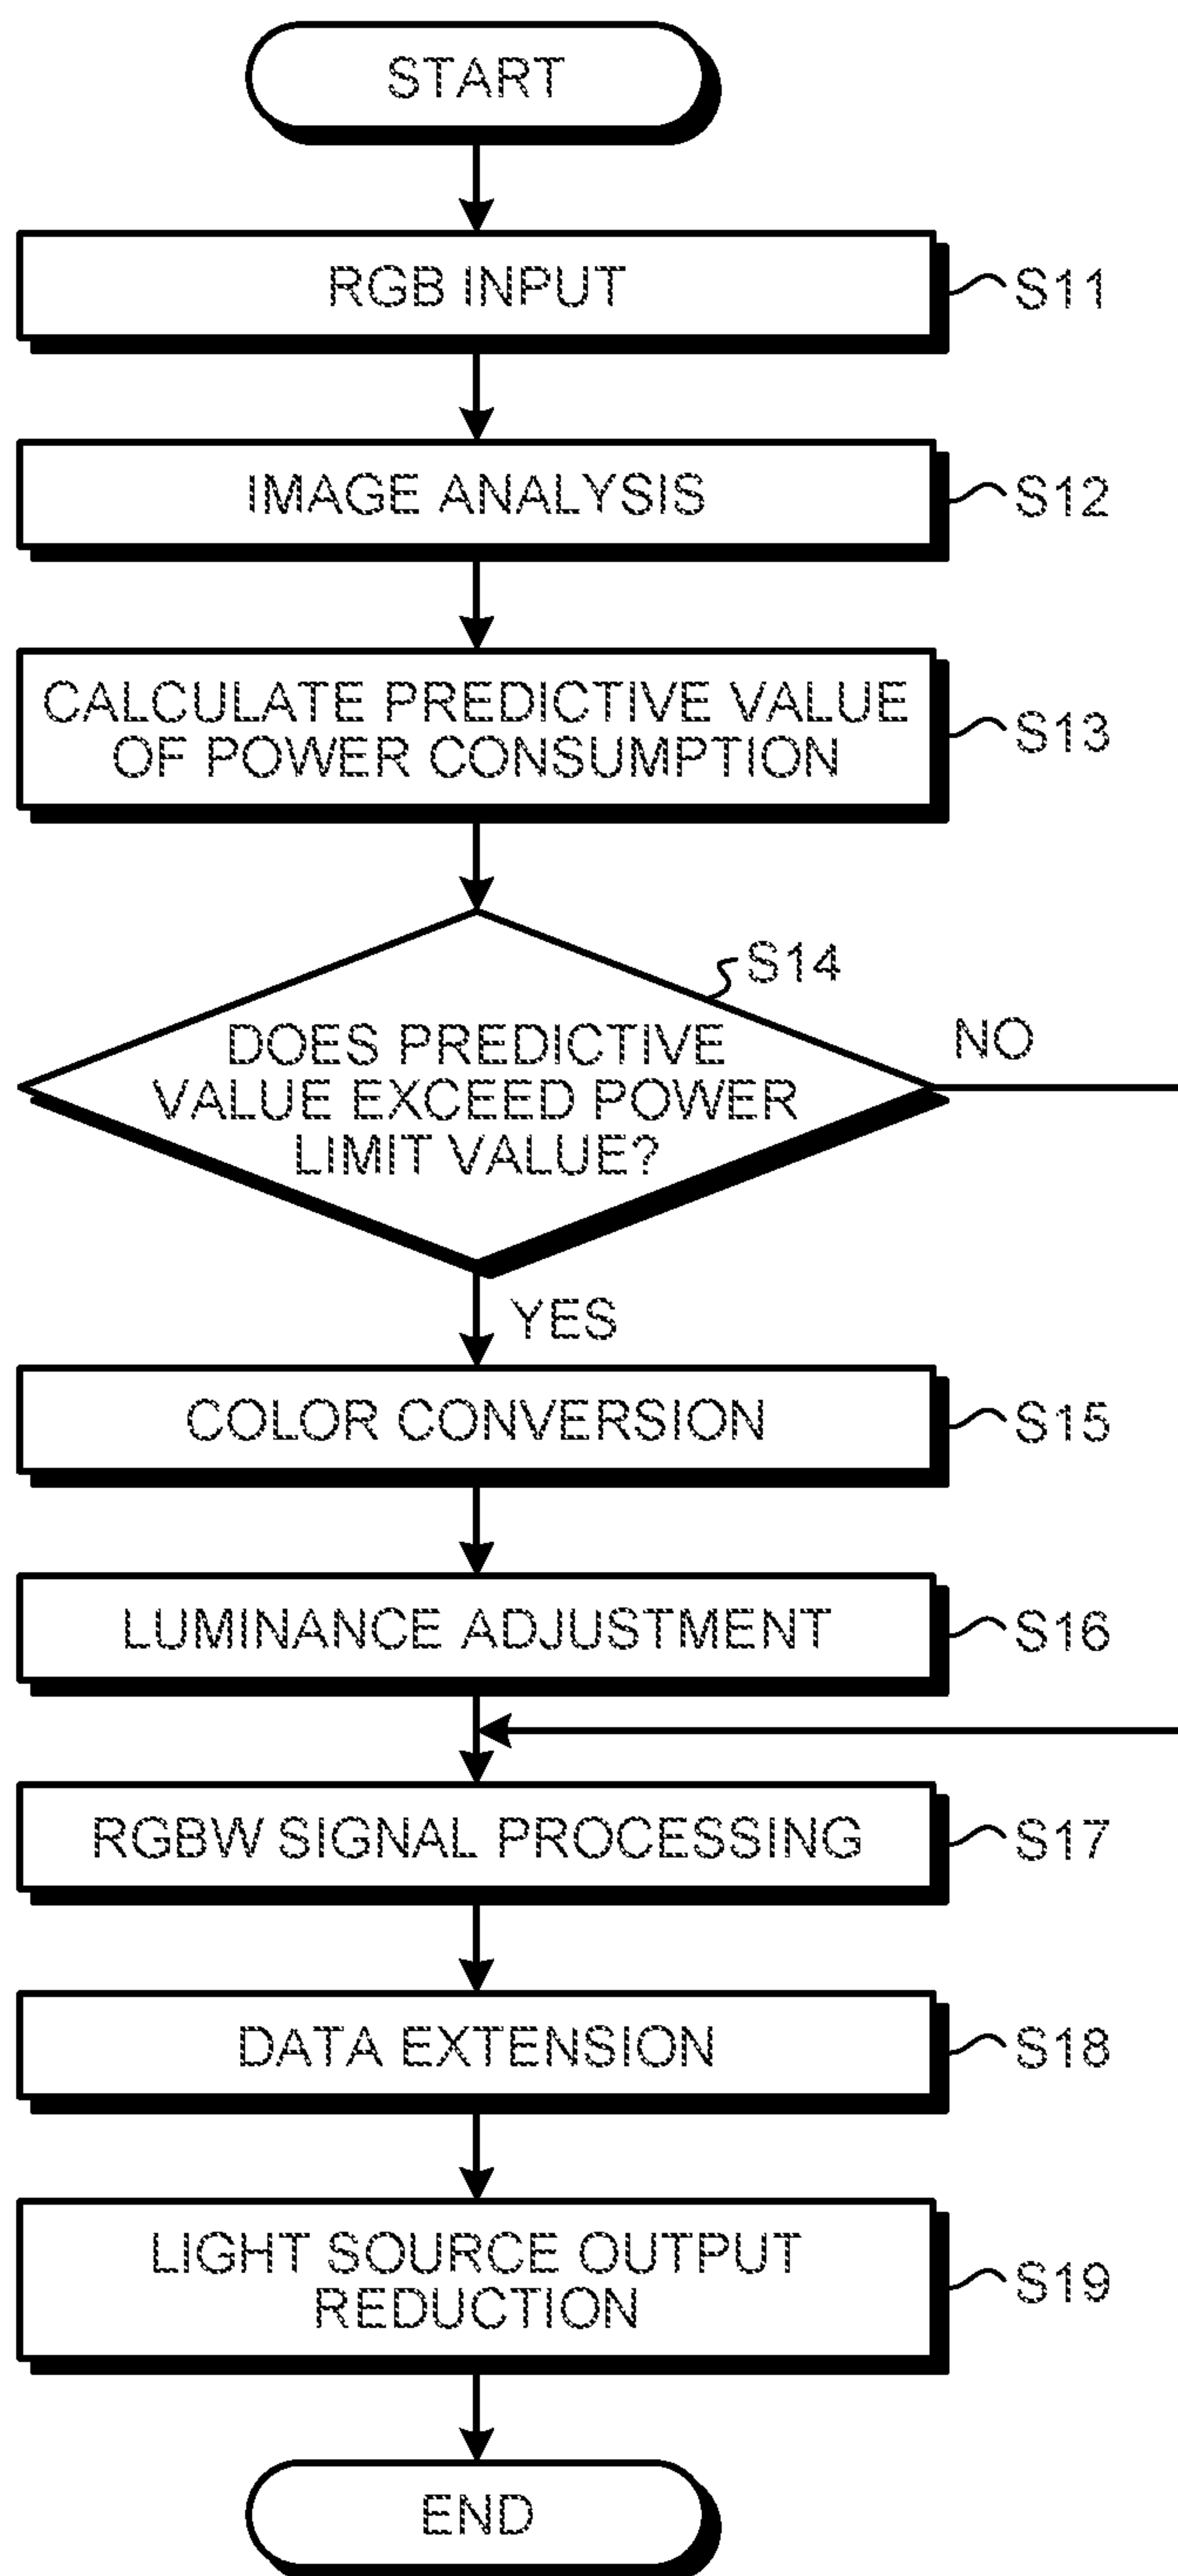 START
RGB INPUT
S11
IMAGE ANALYSIS
S12
CALCULATE PREDICTIVE VALUE
OF POWER CONSUMPTION
S13
S14
DOES PREDICTIVE
VALUE EXCEED POWER
LIMIT VALUE?
NO
YES
COLOR CONVERSION
S15
LUMINANCE ADJUSTMENT
S16
RGBW SIGNAL PROCESSING
S17
DATA EXTENSION
S18
LIGHT SOURCE OUTPUT
REDUCTION
S19
END